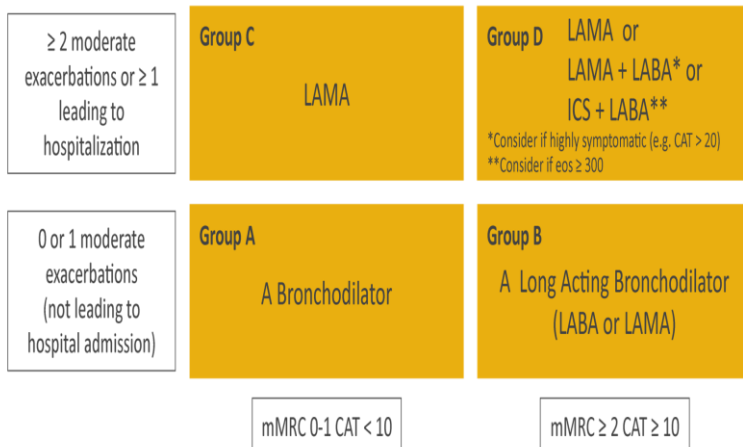 ≥ 2 moderate
exacerbations or ≥ 1
leading to
hospitalization
Group C
LAMA
Group D
LAMA or
LAMA + LABA* or
ICS + LABA**
*Consider if highly symptomatic (e.g. CAT > 20)
**Consider if eos ≥ 300
0 or 1 moderate
exacerbations
(not leading to
hospital admission)
Group A
A Bronchodilator
Group B
A Long Acting Bronchodilator
(LABA or LAMA)
mMRC 0-1 CAT < 10
mMRC ≥ 2 CAT ≥ 10